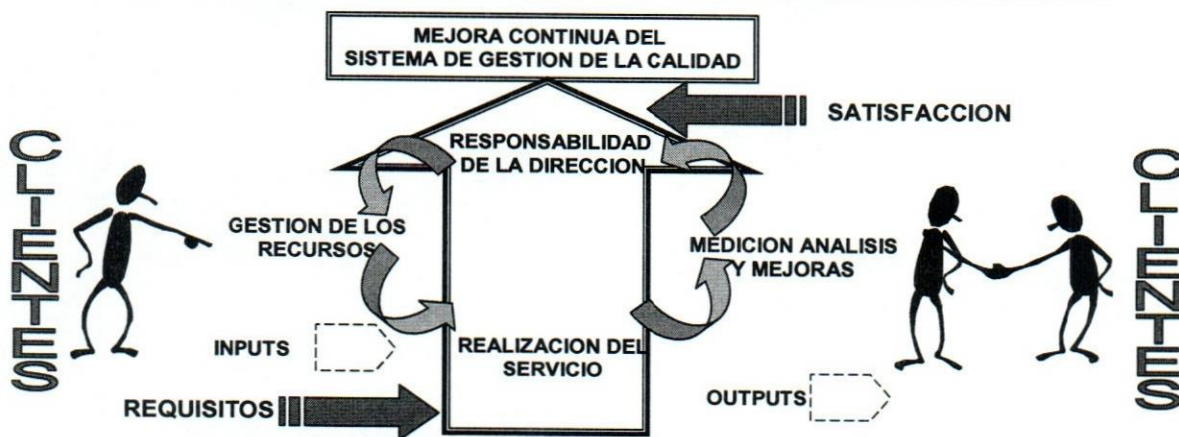 MEJORA CONTINUA DEL
SISTEMA DE GESTION DE LA CALIDAD
SATISFACCION
RESPONSABILIDAD
DE LA DIRECCION
CLIENTES
GESTION DE LOS
RECURSOS
MEDICION ANALISIS
Y MEJORAS
CLIENTES
INPUTS
REALIZACION DEL
SERVICIO
OUTPUTS
REQUISITOS